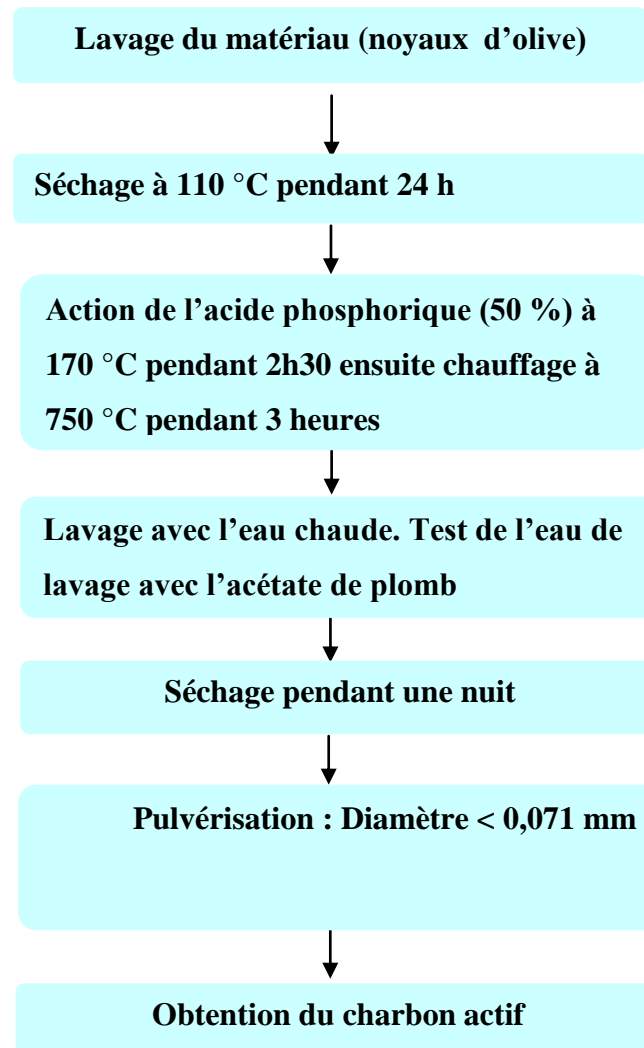 Lavage du matériau (noyaux d’olive)
Séchage à 110 °C pendant 24 h
Action de l’acide phosphorique (50 %) à
170 °C pendant 2h30 ensuite chauffage à
750 °C pendant 3 heures
Lavage avec l’eau chaude. Test de l’eau de
lavage avec l’acétate de plomb
Séchage pendant une nuit
Pulvérisation : Diamètre < 0,071 mm
Obtention du charbon actif